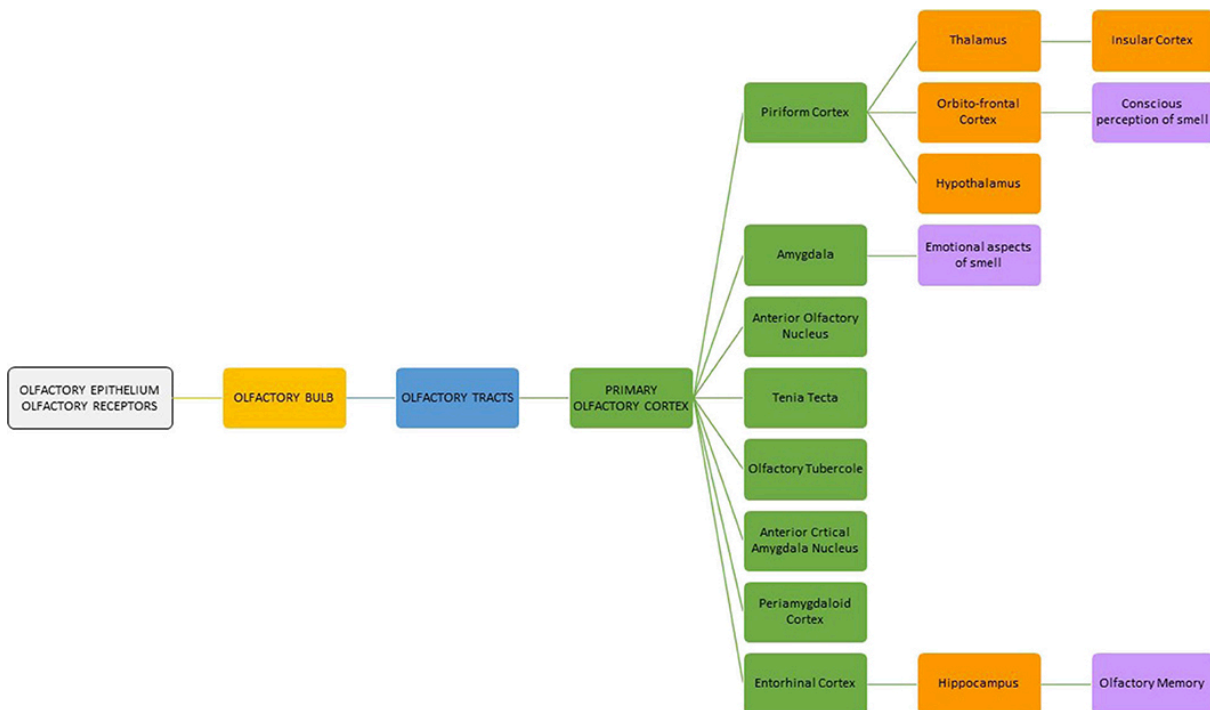 OLFACTORY EPITHELIUM
OLFACTORY RECEPTORS
OLFACTORY BULB
OLFACTORY TRACTS
PRIMARY
OLFACTORY CORTEX
Piriform Cortex
Thalamus
Insular Cortex
Orbito-frontal
Cortex
Conscious
perception of smell
Hypothalamus
Amygdala
Emotional aspects
of smell
Anterior Olfactory
Nucleus
Tenia Tecta
Olfactory Tubercole
Anterior Crtical
Amygdala Nucleus
Periamygdaloid
Cortex
Entorhinal Cortex
Hippocampus
Olfactory Memory